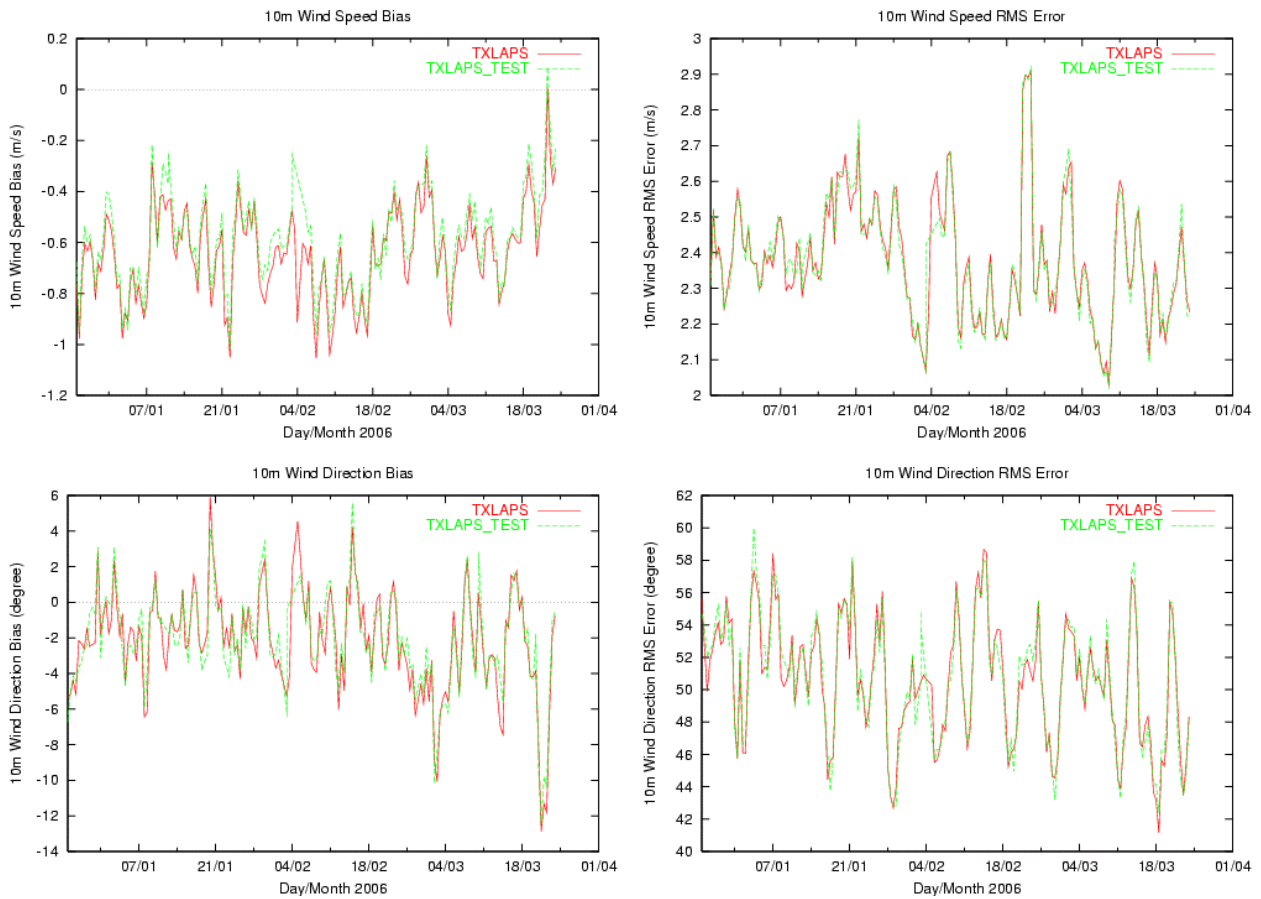 10m Wind Speed Bias
10m Wind Speed Bias (m/s)
0.2
0
-0.2
-0.4
-0.6
-0.8
-1
-1.2
TXLAPS
TXLAPS_TEST
07/01 21/01 04/02 18/02 04/03 18/03 01/04
Day/Month 2006
10m Wind Speed RMS Error
10m Wind Speed RMS Error (m/s)
3
2.9
2.8
2.7
2.6
2.5
2.4
2.3
2.2
2.1
2
TXLAPS
TXLAPS_TEST
07/01 21/01 04/02 18/02 04/03 18/03 01/04
Day/Month 2006
10m Wind Direction Bias
10m Wind Direction Bias (degree)
6
4
2
0
-2
-4
-6
-8
-10
-12
-14
TXLAPS
TXLAPS_TEST
07/01 21/01 04/02 18/02 04/03 18/03 01/04
Day/Month 2006
10m Wind Direction RMS Error
10m Wind Direction RMS Error (degree)
62
60
58
56
54
52
50
48
46
44
42
40
TXLAPS
TXLAPS_TEST
07/01 21/01 04/02 18/02 04/03 18/03 01/04
Day/Month 2006